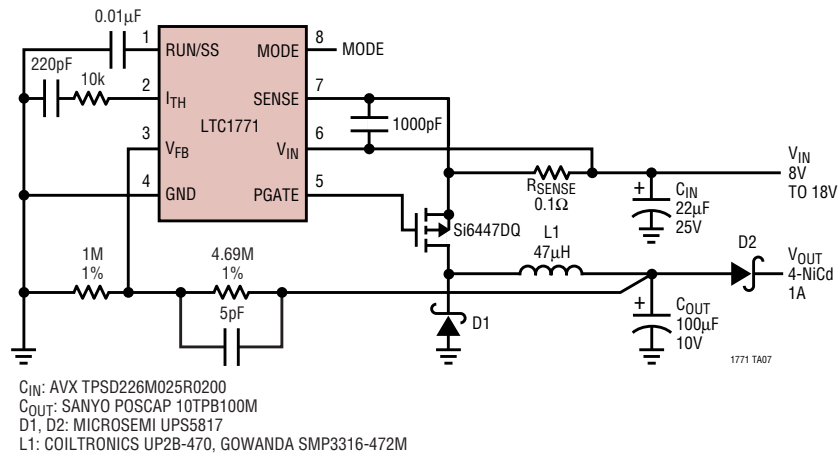 0.01µF
1
RUN/SS
MODE
8
MODE
220pF
10k
2
ITH
SENSE
7
LTC1771
1000pF
3
VFB
VIN
6
4
GND
PGATE
5
RSENSE
0.1Ω
+
CIN
22µF
25V
VIN
8V
TO 18V
Si6447DQ
L1
47µH
D2
VOUT
4-NiCd
1A
1M
1%
4.69M
1%
5pF
D1
+
COUT
100µF
10V
1771 TA07
CIN: AVX TPSD226M025R0200
COUT: SANYO POSCAP 10TPB100M
D1, D2: MICROSEMI UPS5817
L1: COILTRONICS UP2B-470, GOWANDA SMP3316-472M